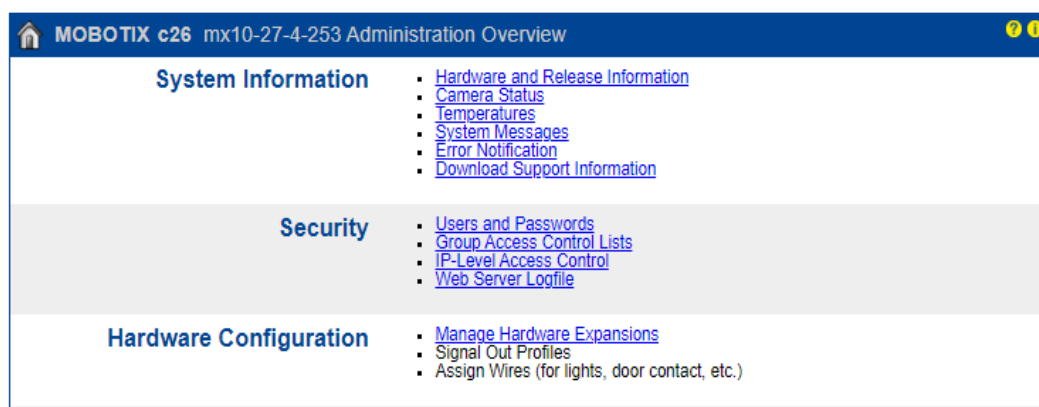 MOBOTIX c26 mx10-27-4-253 Administration Overview ? i
System Information
Hardware and Release Information
Camera Status
Temperatures
System Messages
Error Notification
Download Support Information
Security
Users and Passwords
Group Access Control Lists
IP-Level Access Control
Web Server Logfile
Hardware Configuration
Manage Hardware Expansions
Signal Out Profiles
Assign Wires (for lights, door contact, etc.)